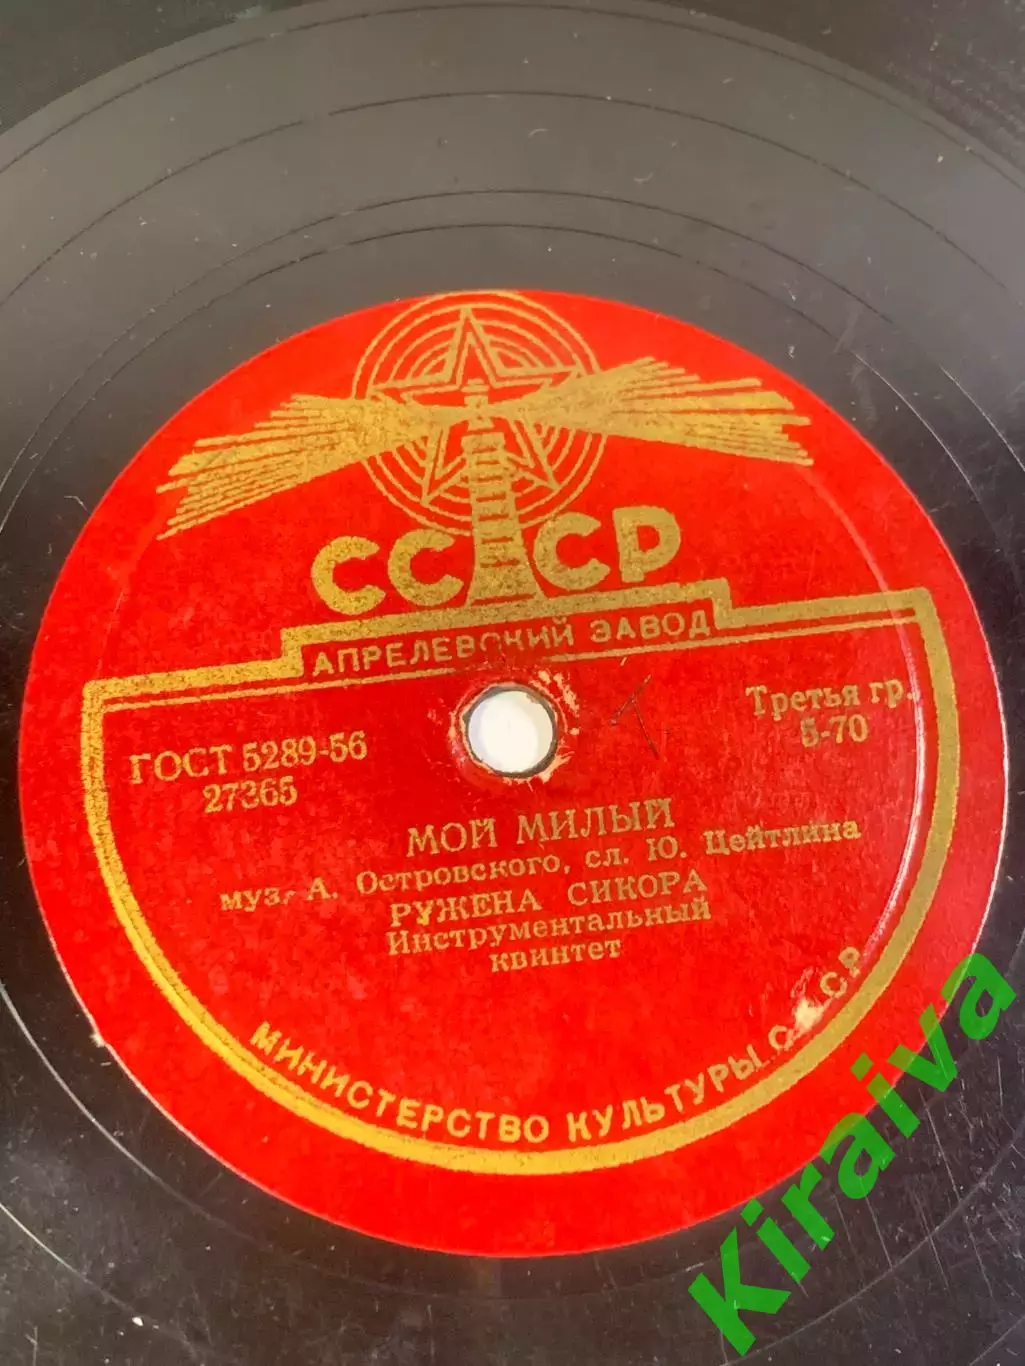 СССР
АПРЕЛЕВСКИЙ ЗАВОД
ГОСТ 5289-56
27365
Третья гр.
5-70
МОЙ МИЛЫЙ
муз. А. Островского, сл. Ю. Цейтлина
РУЖЕНА СИКОРА
Инструментальный
квинтет
МИНИСТЕРСТВО КУЛЬТУРЫ СССР
Kiraiva